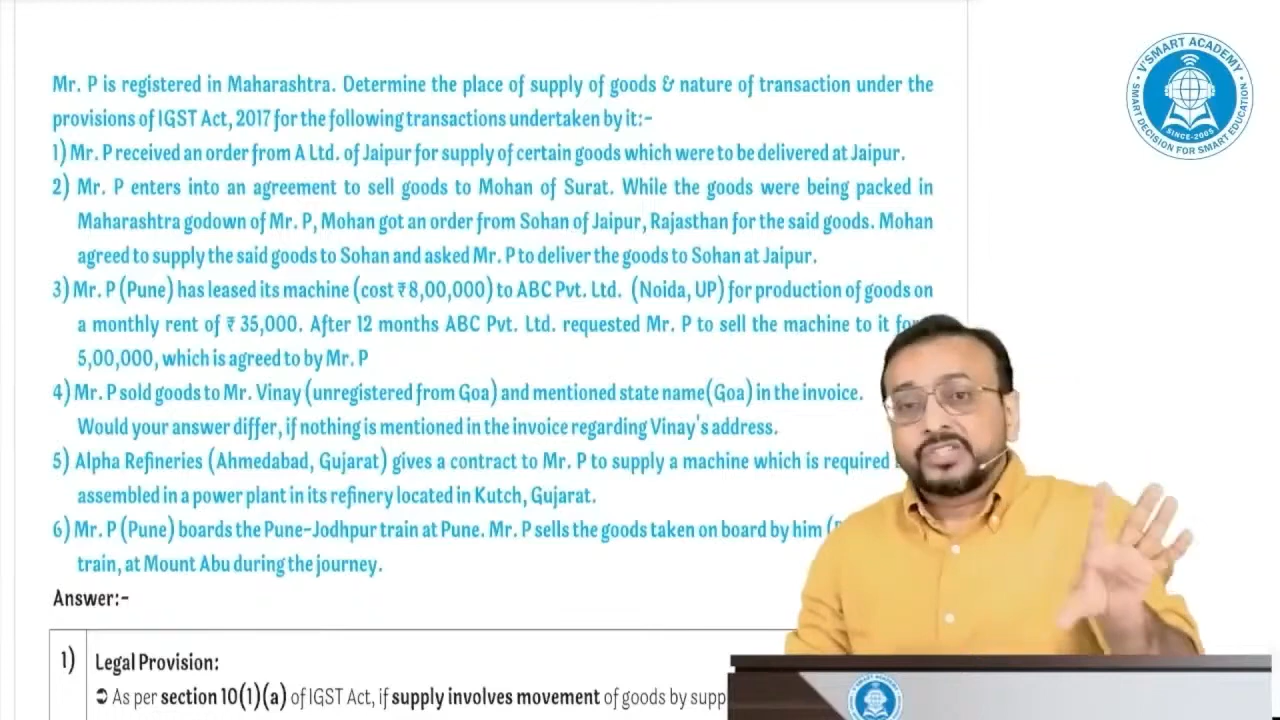 Mr. P is registered in Maharashtra. Determine the place of supply of goods & nature of transaction under the
provisions of IGST Act, 2017 for the following transactions undertaken by it:-
1) Mr. P received an order from A Ltd. of Jaipur for supply of certain goods which were to be delivered at Jaipur.
2) Mr. P enters into an agreement to sell goods to Mohan of Surat. While the goods were being packed in
Maharashtra godown of Mr. P, Mohan got an order from Sohan of Jaipur, Rajasthan for the said goods. Mohan
agreed to supply the said goods to Sohan and asked Mr. P to deliver the goods to Sohan at Jaipur.
3) Mr. P (Pune) has leased its machine (cost ₹8,00,000) to ABC Pvt. Ltd. (Noida, UP) for production of goods on
a monthly rent of ₹ 35,000. After 12 months ABC Pvt. Ltd. requested Mr. P to sell the machine to it for
5,00,000, which is agreed to by Mr. P
4) Mr. P sold goods to Mr. Vinay (unregistered from Goa) and mentioned state name(Goa) in the invoice.
Would your answer differ, if nothing is mentioned in the invoice regarding Vinay's address.
5) Alpha Refineries (Ahmedabad, Gujarat) gives a contract to Mr. P to supply a machine which is required
assembled in a power plant in its refinery located in Kutch, Gujarat.
6) Mr. P (Pune) boards the Pune-Jodhpur train at Pune. Mr. P sells the goods taken on board by him
train, at Mount Abu during the journey.
Answer:-
1) Legal Provision:
➲ As per section 10(1)(a) of IGST Act, if supply involves movement of goods by
V'SMART ACADEMY
SINCE-2005
SMART DECISION FOR SMART EDUCATION